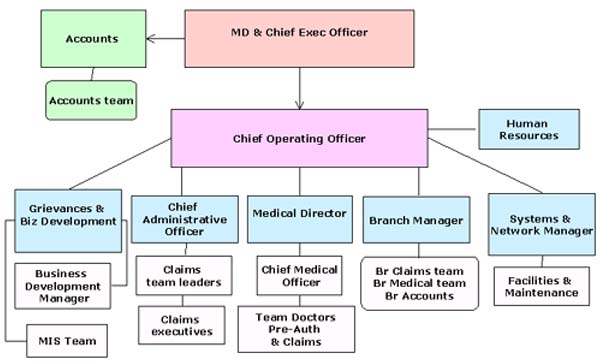 Accounts
MD & Chief Exec Officer
Accounts team
Chief Operating Officer
Human
Resources
Grievances &
Biz Development
Chief
Administrative
Officer
Medical Director
Branch Manager
Systems &
Network Manager
Business
Development
Manager
Claims
team leaders
Chief Medical
Officer
Br Claims team
Br Medical team
Br Accounts
Facilities &
Maintenance
MIS Team
Claims
executives
Team Doctors
Pre-Auth
& Claims